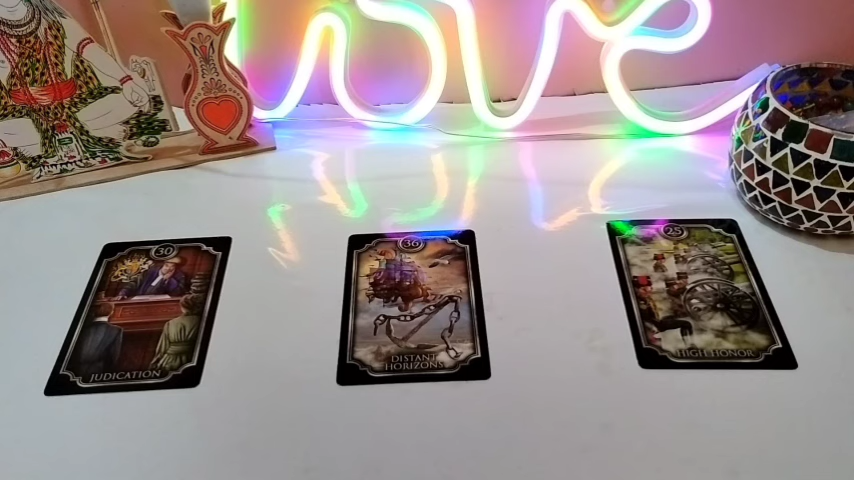 love
30
JUDICATION
36
DISTANT
HORIZONS
25
HIGH HONOR